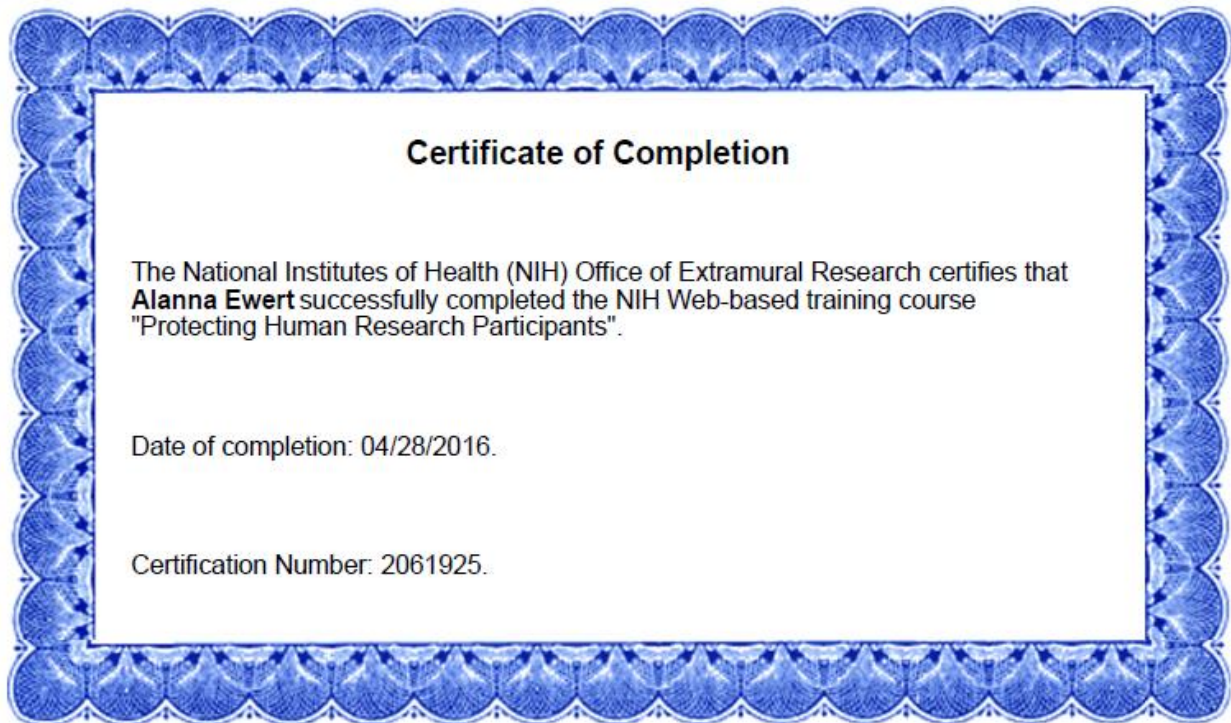 Certificate of Completion
The National Institutes of Health (NIH) Office of Extramural Research certifies that
Alanna Ewert successfully completed the NIH Web-based training course
"Protecting Human Research Participants".
Date of completion: 04/28/2016.
Certification Number: 2061925.